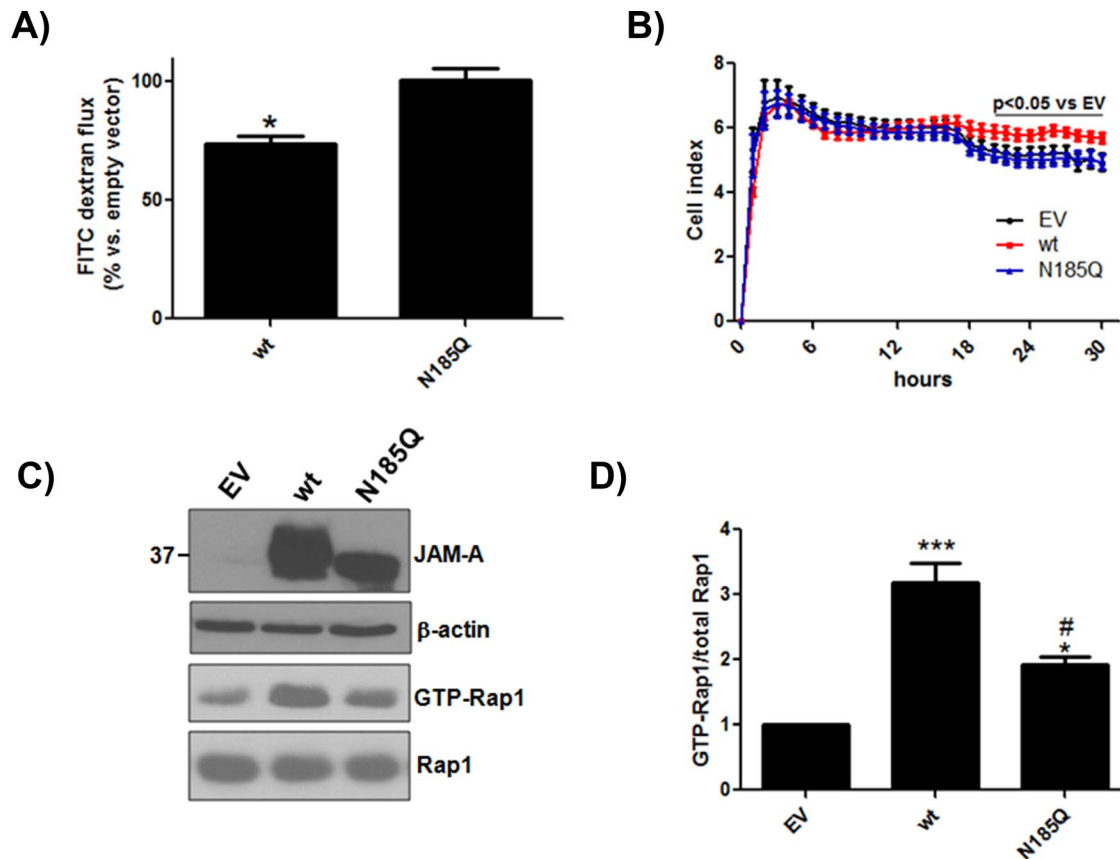 A)
FITC dextran flux
(% vs. empty vector)
100
50
0
*
wt
N185Q
B)
Cell index
8
6
4
2
0
p<0.05 vs EV
EV
wt
N185Q
0
6
12
18
24
30
hours
C)
EV
wt
N185Q
37
JAM-A
β-actin
GTP-Rap1
Rap1
D)
GTP-Rap1/total Rap1
4
3
2
1
0
***
#
*
EV
wt
N185Q